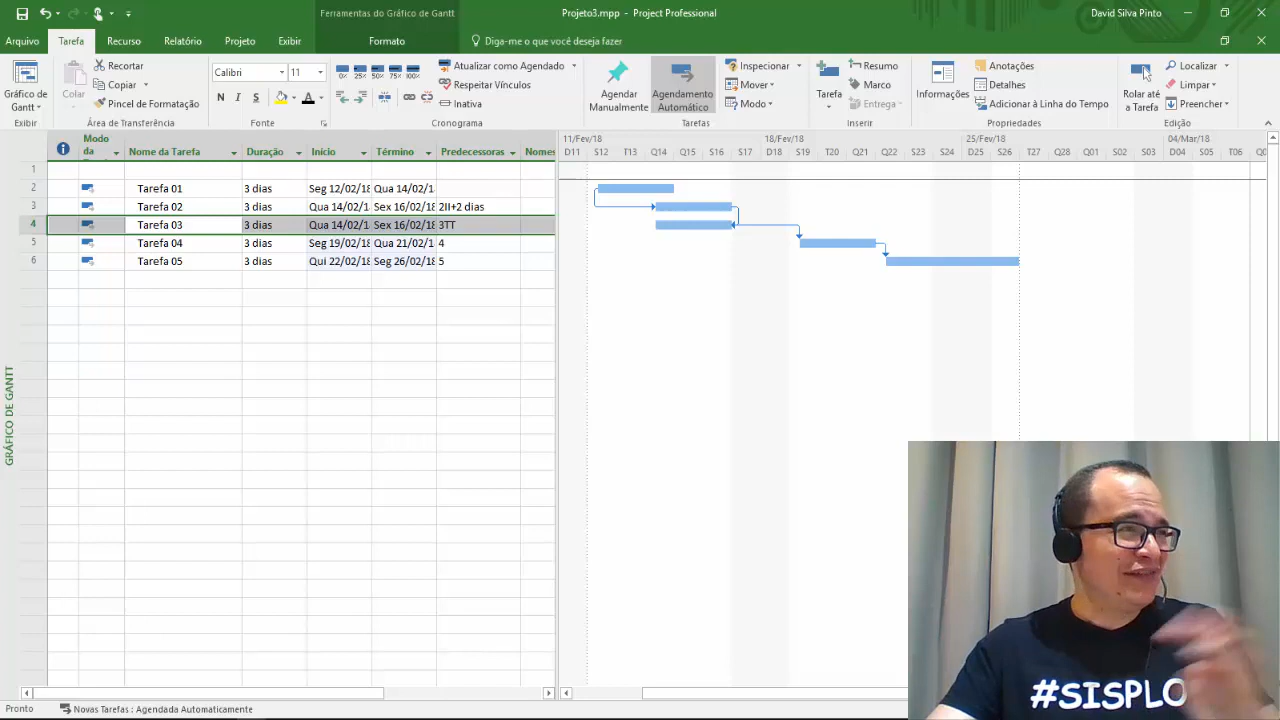 Ferramentas do Gráfico de Gantt
Projeto3.mpp - Project Professional
David Silva Pinto
Arquivo Tarefa Recurso Relatório Projeto Exibir Formato Diga-me o que você deseja fazer
Gráfico de Gantt
Exibir
Colar
Recortar
Copiar
Pincel de Formatação
Área de Transferência
Calibri 11
N I S A
Fonte
0% 25% 50% 75% 100%
Atualizar como Agendado
Respeitar Vínculos
Inativa
Cronograma
Agendar Manualmente
Agendamento Automático
Inspecionar
Mover
Modo
Tarefas
Tarefa
Resumo
Marco
Entrega
Inserir
Informações
Anotações
Detalhes
Adicionar à Linha do Tempo
Propriedades
Rolar até a Tarefa
Localizar
Limpar
Preencher
Edição
Modo da Nome da Tarefa Duração Início Término Predecessoras Nomes
11/Fev/18 18/Fev/18 25/Fev/18 04/Mar/18
D11 S12 T13 Q14 Q15 S16 S17 D18 S19 T20 Q21 Q22 S23 S24 D25 S26 T27 Q28 Q01 S02 S03 D04 S05 T06
1
2 Tarefa 01 3 dias Seg 12/02/18 Qua 14/02/1
3 Tarefa 02 3 dias Qua 14/02/1 Sex 16/02/18 2II+2 dias
4 Tarefa 03 3 dias Qua 14/02/1 Sex 16/02/18 3TT
5 Tarefa 04 3 dias Seg 19/02/18 Qua 21/02/1 4
6 Tarefa 05 3 dias Qui 22/02/18 Seg 26/02/18 5
GRÁFICO DE GANTT
#SISPLO
Pronto Novas Tarefas : Agendada Automaticamente